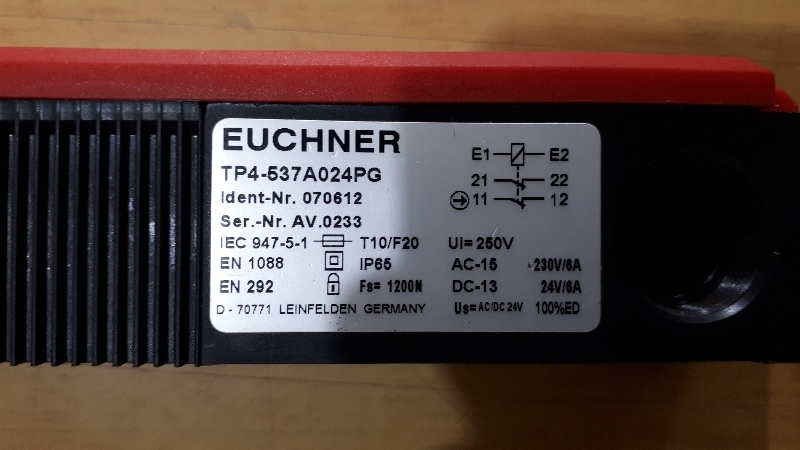 EUCHNER
TP4-537A024PG
Ident-Nr. 070612
Ser.-Nr. AV.0233
E1 E2
21 22
11 12
IEC 947-5-1 T10/F20 UI= 250V
EN 1088 IP65 AC-15 230V/6A
EN 292 Fs= 1200N DC-13 24V/6A
D - 70771 LEINFELDEN GERMANY Us= AC/DC 24V 100%ED